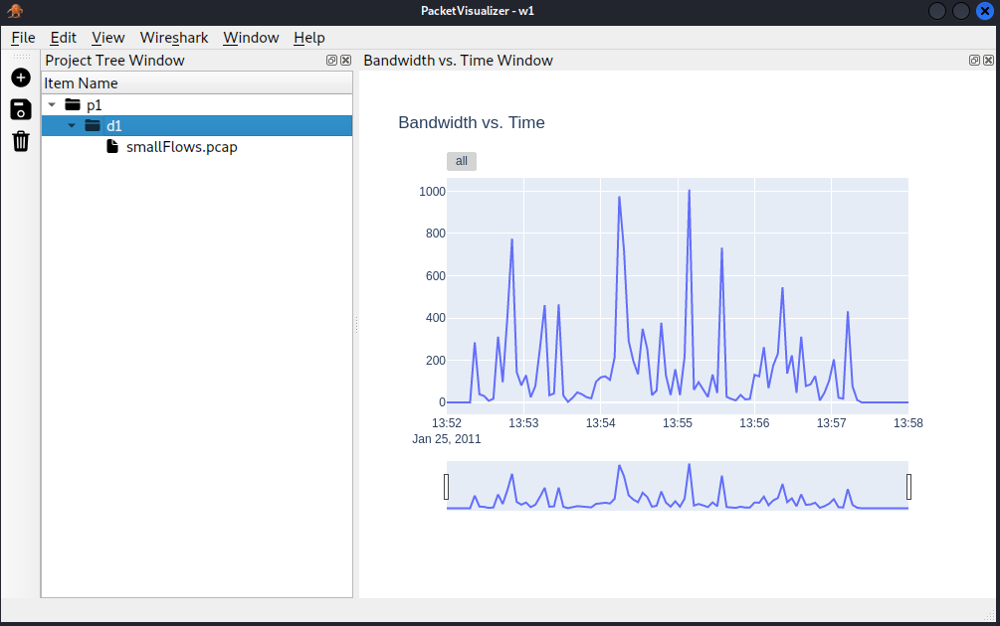 PacketVisualizer - w1
File Edit View Wireshark Window Help
Project Tree Window
Item Name
p1
d1
smallFlows.pcap
Bandwidth vs. Time Window
Bandwidth vs. Time
all
1000
800
600
400
200
0
13:52 13:53 13:54 13:55 13:56 13:57 13:58
Jan 25, 2011